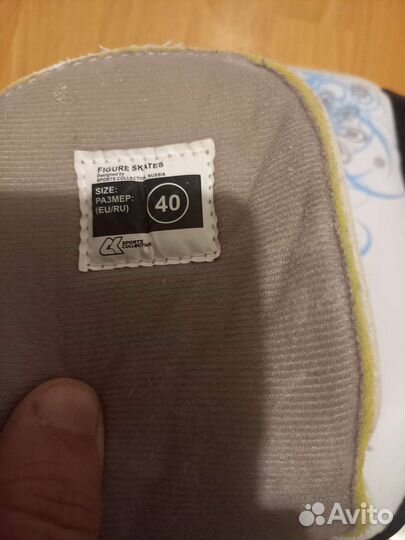 FIGURE SKATES
Designed by
SPORTS COLLECTION, RUSSIA
SIZE:
РАЗМЕР:
(EU/RU)
40
SPORTS
COLLECTION
Avito